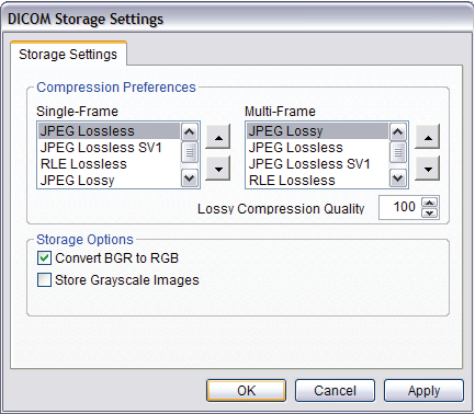 DICOM Storage Settings
Storage Settings
Compression Preferences
Single-Frame
JPEG Lossless
JPEG Lossless SV1
RLE Lossless
JPEG Lossy
Multi-Frame
JPEG Lossy
JPEG Lossless
JPEG Lossless SV1
RLE Lossless
Lossy Compression Quality 100
Storage Options
Convert BGR to RGB
Store Grayscale Images
OK Cancel Apply